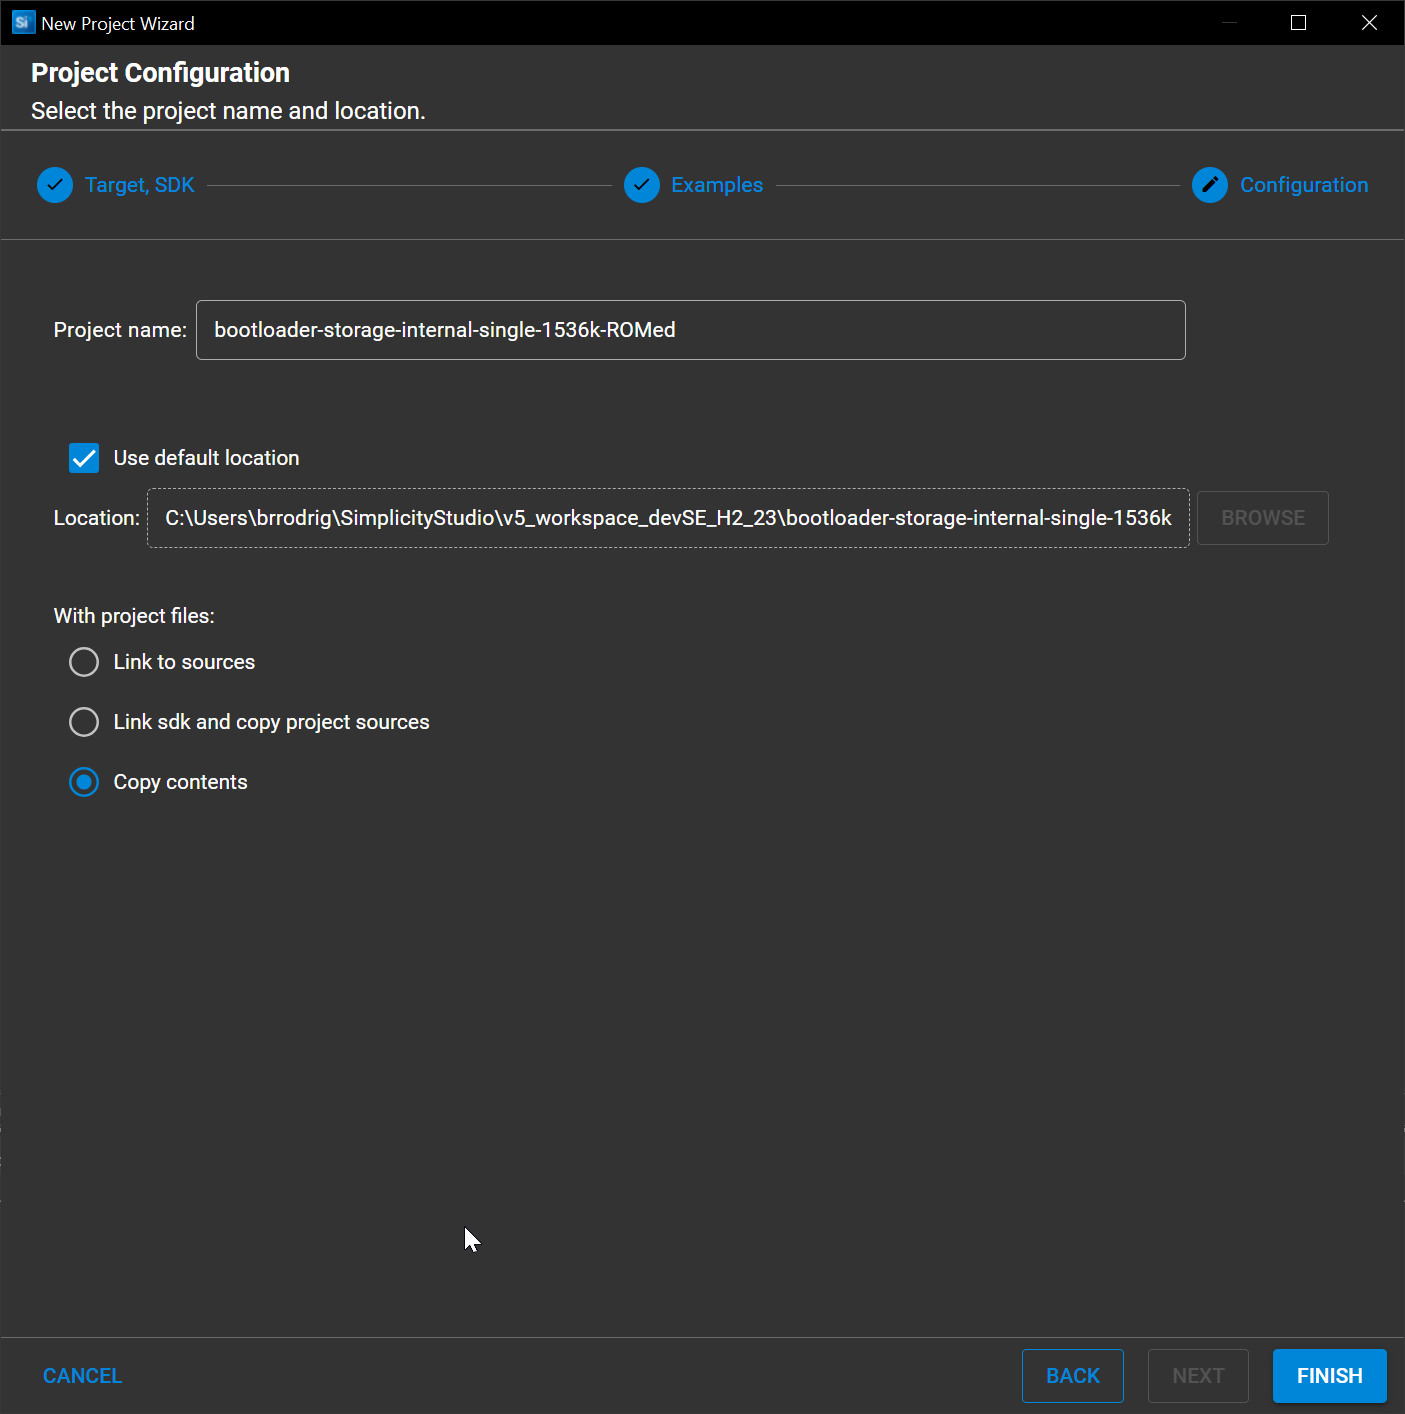 Si New Project Wizard
Project Configuration
Select the project name and location.
Target, SDK Examples Configuration
Project name: bootloader-storage-internal-single-1536k-ROMed
Use default location
Location: C:\Users\brrodrig\SimplicityStudio\v5_workspace_devSE_H2_23\bootloader-storage-internal-single-1536k BROWSE
With project files:
Link to sources
Link sdk and copy project sources
Copy contents
CANCEL BACK NEXT FINISH